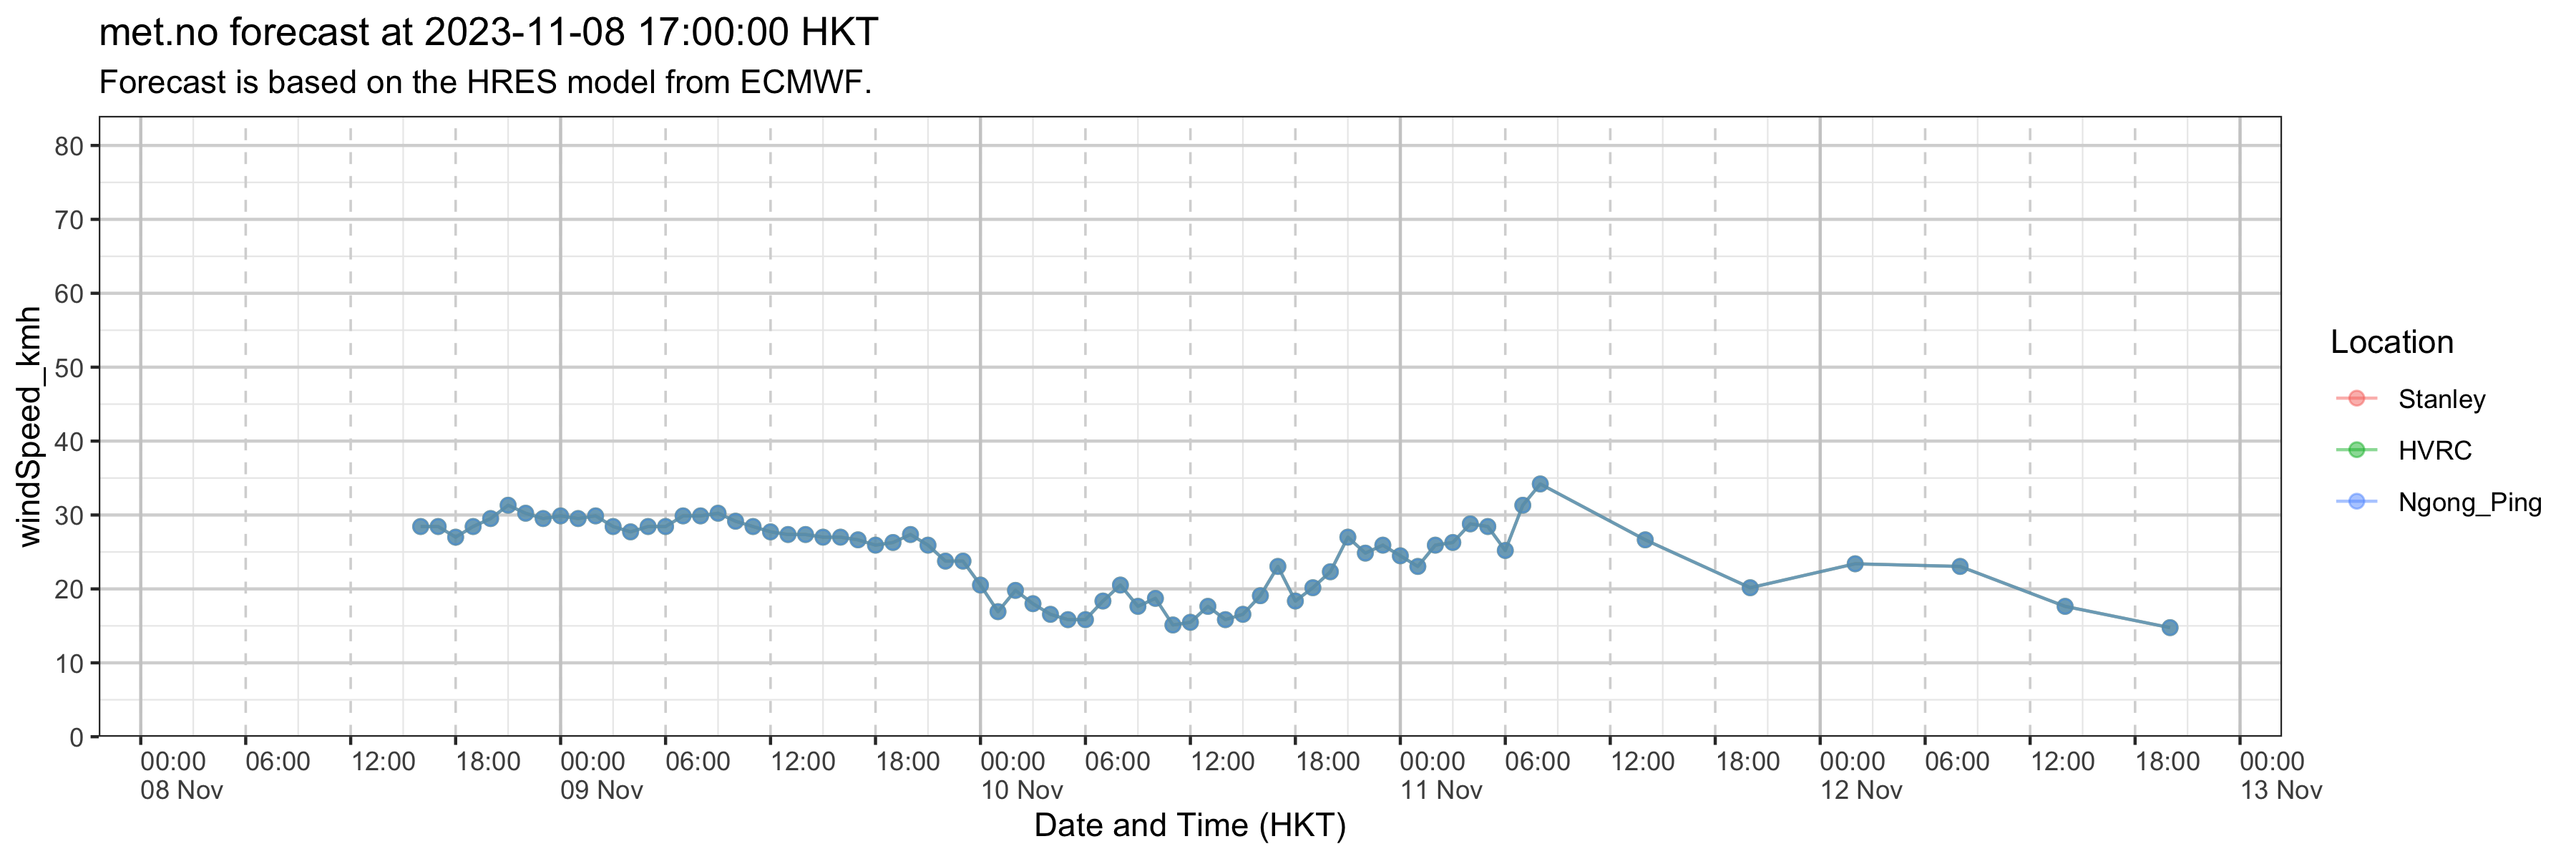 met.no forecast at 2023-11-08 17:00:00 HKT
Forecast is based on the HRES model from ECMWF.
windSpeed_kmh
80
70
60
50
40
30
20
10
0
00:00 06:00 12:00 18:00 00:00 06:00 12:00 18:00 00:00 06:00 12:00 18:00 00:00 06:00 12:00 18:00 00:00 06:00 12:00 18:00 00:00
08 Nov 09 Nov 10 Nov 11 Nov 12 Nov 13 Nov
Date and Time (HKT)
Location
Stanley
HVRC
Ngong_Ping